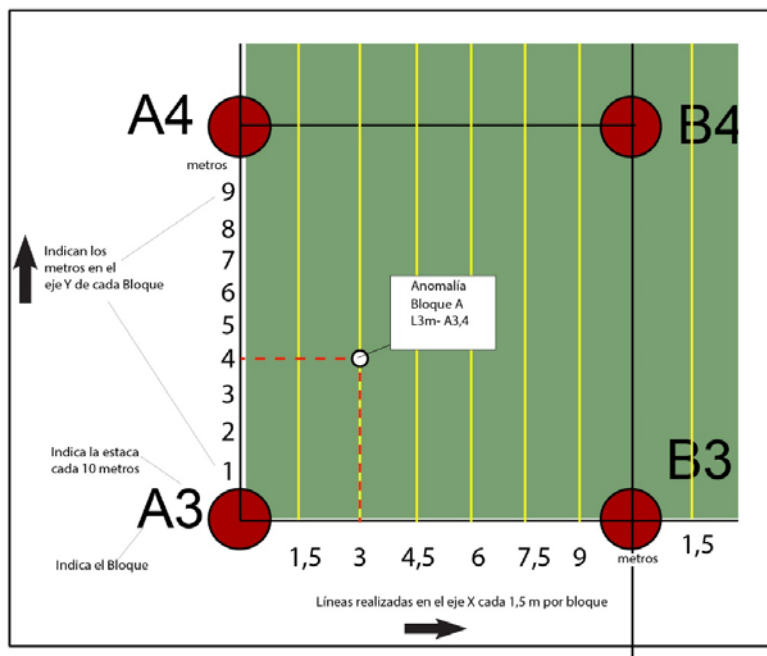 A4
B4
metros
9
8
7
6
5
4
3
2
1
Indican los
metros en el
eje Y de cada Bloque
Anomalía
Bloque A
L3m- A3,4
Indica la estaca
cada 10 metros
A3
B3
Indica el Bloque
1,5 3 4,5 6 7,5 9 metros 1,5
Líneas realizadas en el eje X cada 1,5 m por bloque